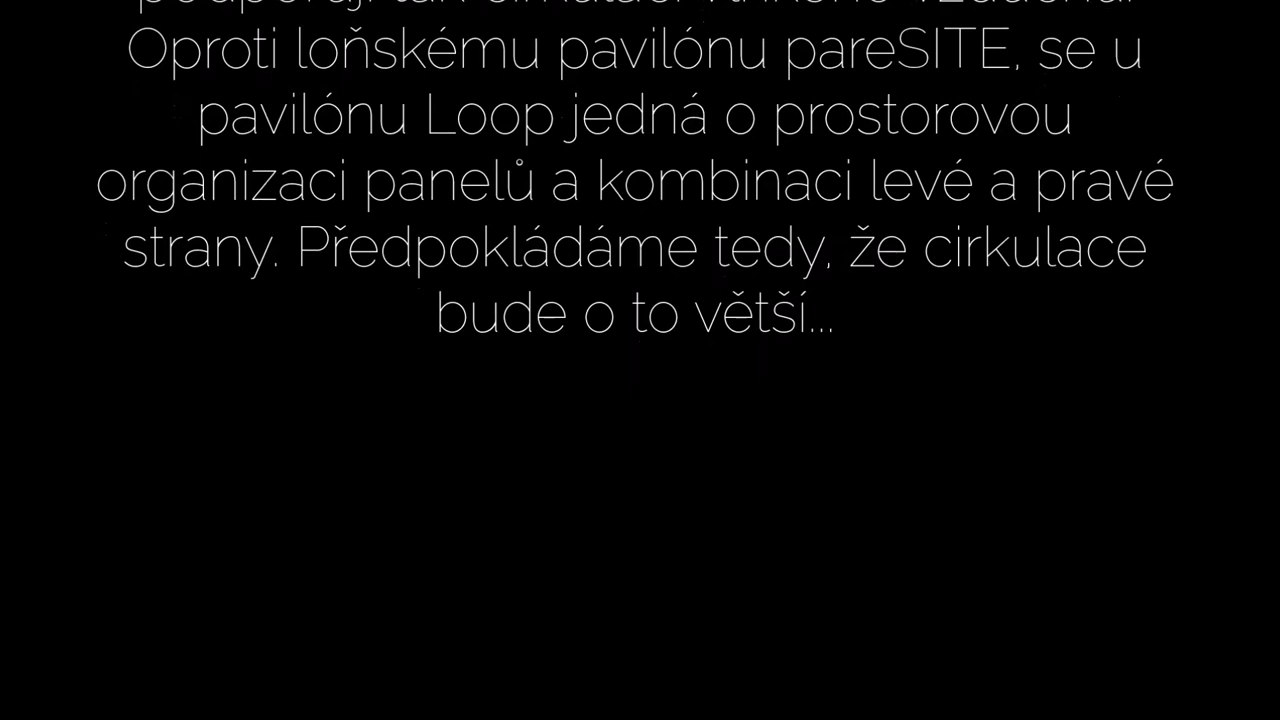 Oproti loňskému pavilónu pareSITE, se u
pavilónu Loop jedná o prostorovou
organizaci panelů a kombinaci levé a pravé
strany. Předpokládáme tedy, že cirkulace
bude o to větší...